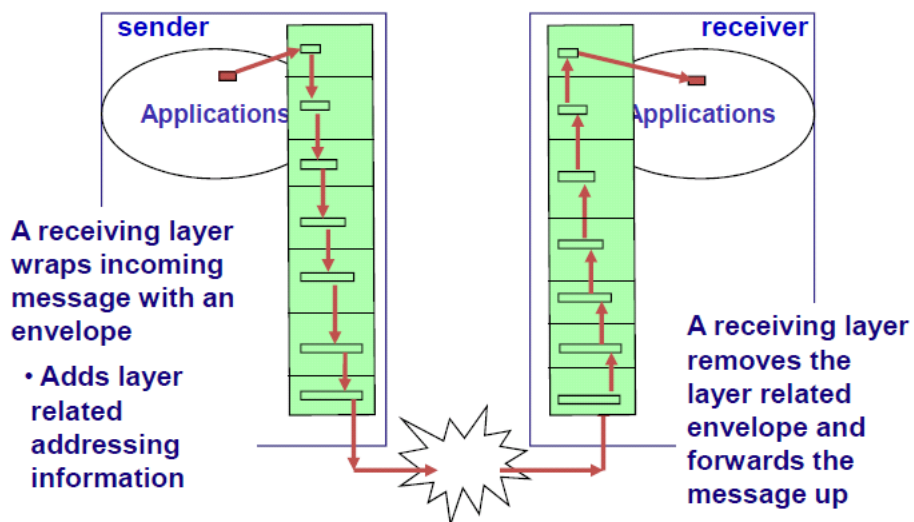 sender
receiver
Applications
Applications
A receiving layer
wraps incoming
message with an
envelope
• Adds layer
related
addressing
information
A receiving layer
removes the
layer related
envelope and
forwards the
message up